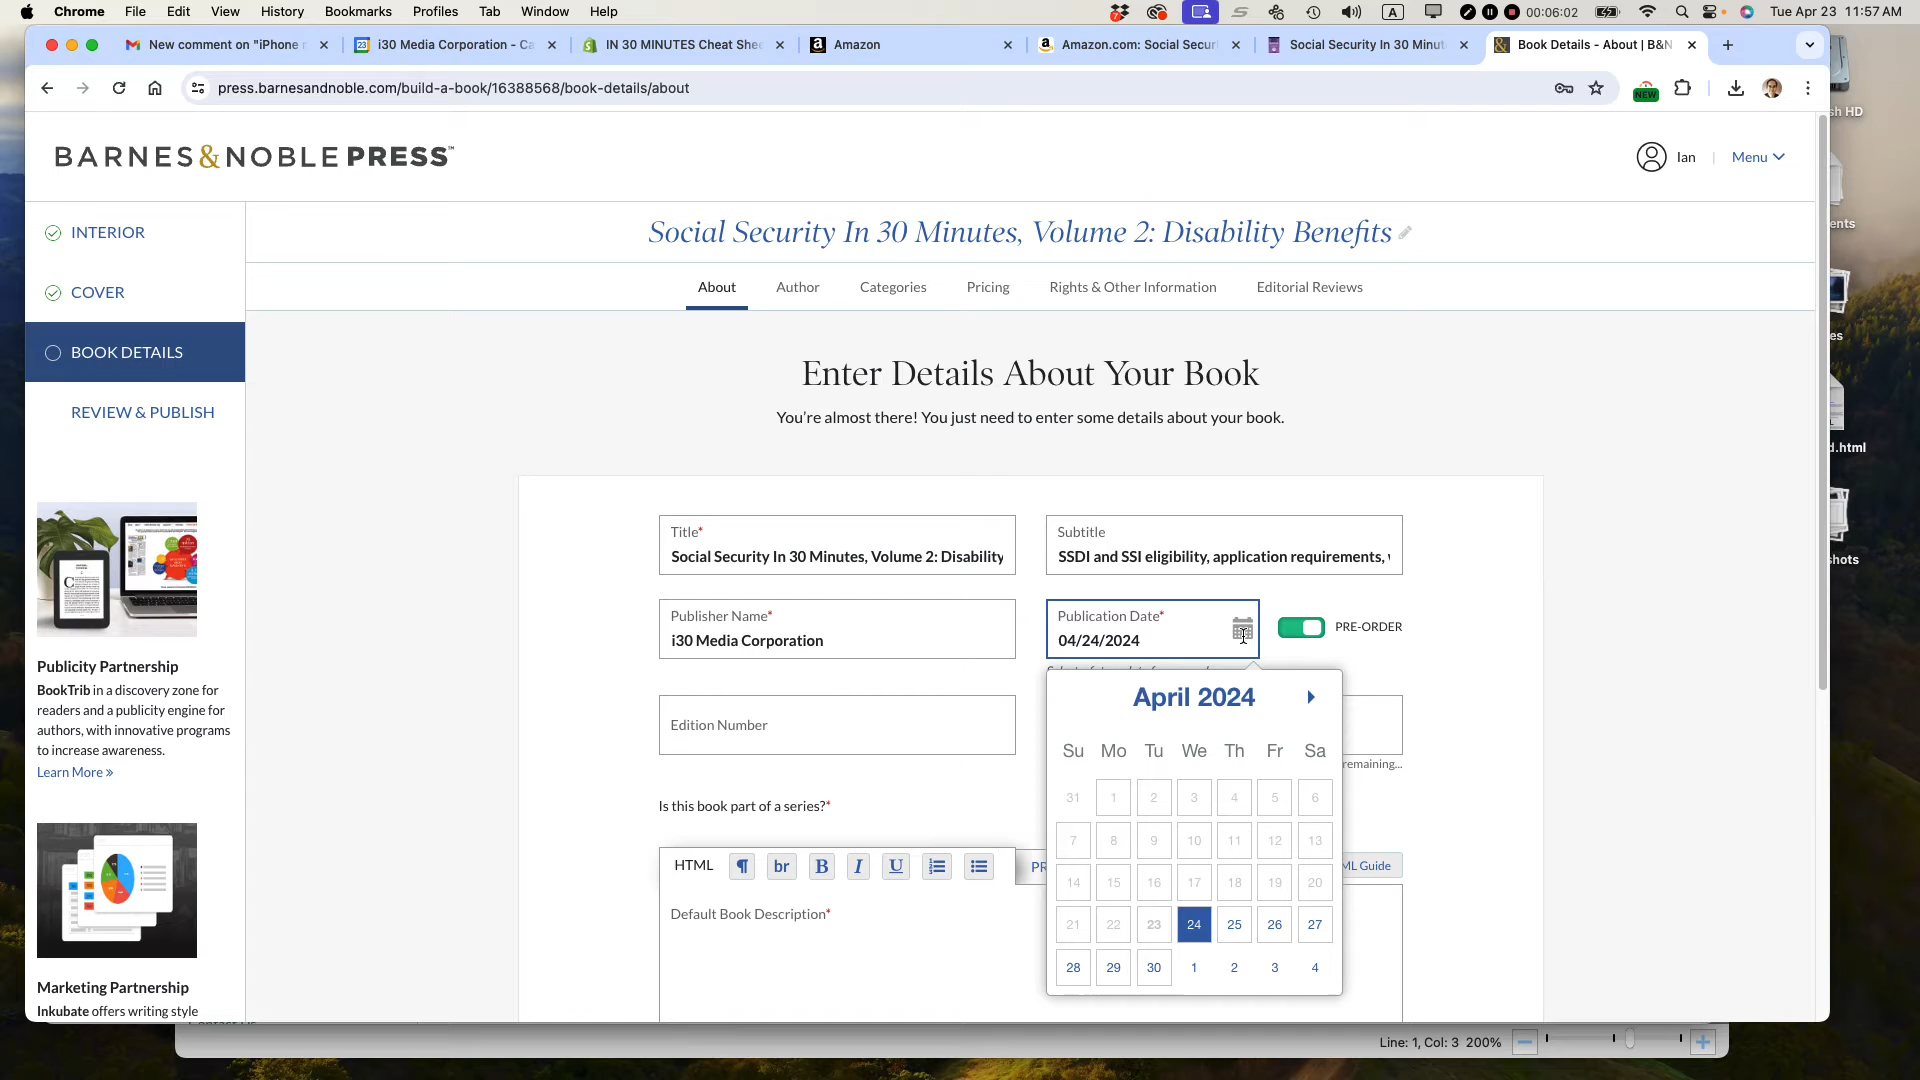 Chrome File Edit View History Bookmarks Profiles Tab Window Help 00:06:02 Tue Apr 23 11:57 AM
New comment on "iPhone i30 Media Corporation - Ca IN 30 MINUTES Cheat Shee Amazon Amazon.com: Social Securi Social Security In 30 Minut Book Details - About | B&N
press.barnesandnoble.com/build-a-book/16388568/book-details/about NEW
sh HD
BARNES&NOBLE PRESS™
Ian Menu
INTERIOR
COVER
BOOK DETAILS
REVIEW & PUBLISH
Social Security In 30 Minutes, Volume 2: Disability Benefits
About Author Categories Pricing Rights & Other Information Editorial Reviews
Enter Details About Your Book
You're almost there! You just need to enter some details about your book.
Title*
Social Security In 30 Minutes, Volume 2: Disability
Subtitle
SSDI and SSI eligibility, application requirements,
Publisher Name*
i30 Media Corporation
Publication Date*
04/24/2024
PRE-ORDER
Edition Number
remaining...
April 2024
Su Mo Tu We Th Fr Sa
31 1 2 3 4 5 6
7 8 9 10 11 12 13
14 15 16 17 18 19 20
21 22 23 24 25 26 27
28 29 30 1 2 3 4
Is this book part of a series?*
HTML ¶ br B I U
PR
ML Guide
Default Book Description*
Publicity Partnership
BookTrib in a discovery zone for
readers and a publicity engine for
authors, with innovative programs
to increase awareness.
Learn More »
Marketing Partnership
Inkubate offers writing style
ents
es
d.html
shots
Line: 1, Col: 3 200%